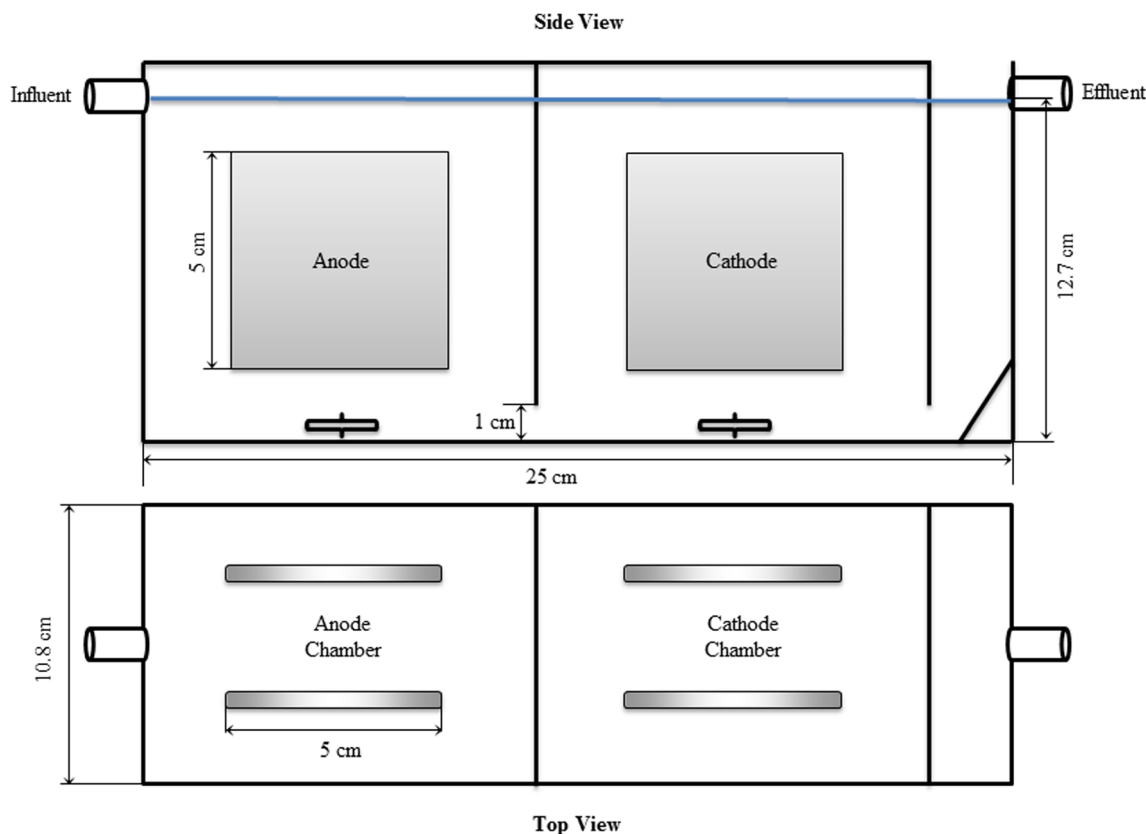 Side View
Influent
Effluent
5 cm
Anode
Cathode
12.7 cm
1 cm
25 cm
10.8 cm
Anode
Chamber
Cathode
Chamber
5 cm
Top View